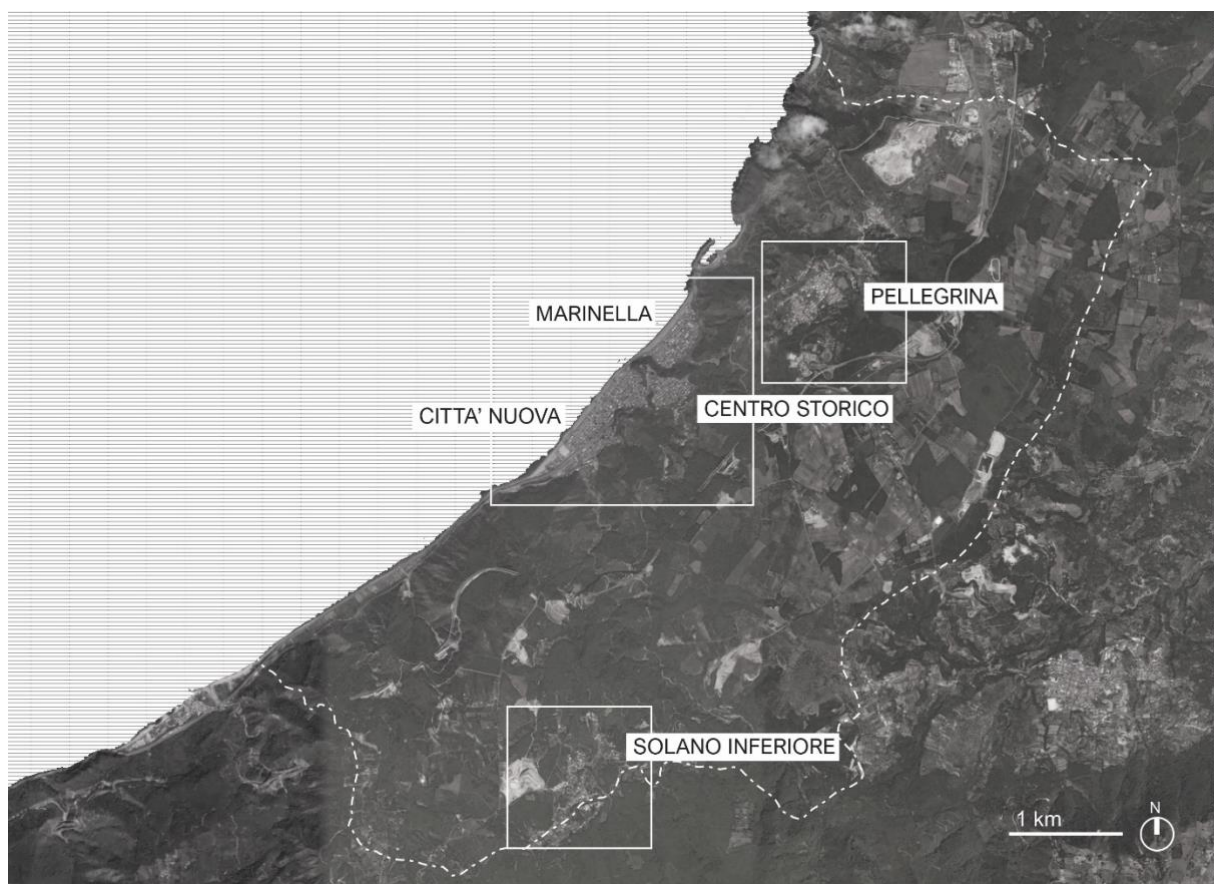 MARINELLA
PELLEGRINA
CITTA' NUOVA
CENTRO STORICO
SOLANO INFERIORE
1 km
N